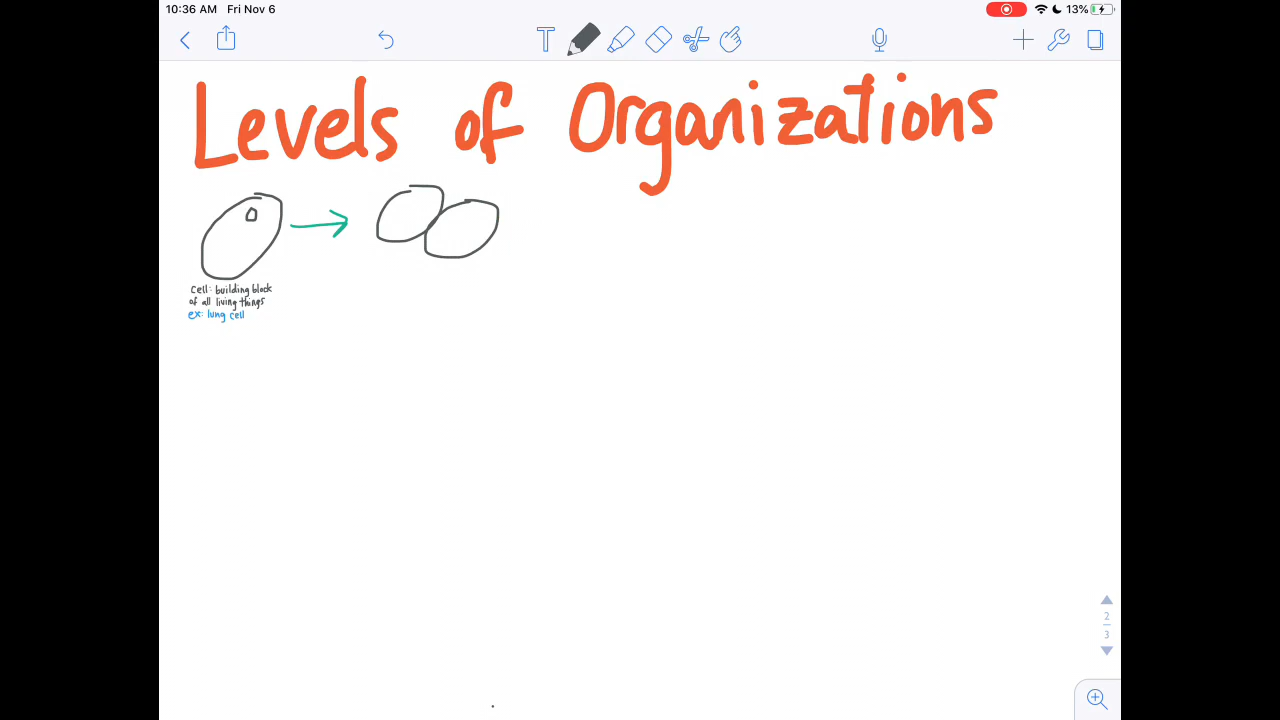 10:36 AM Fri Nov 6
13%
T
Levels of Organizations
cell: building block
of all living things
ex: lung cell
2
3